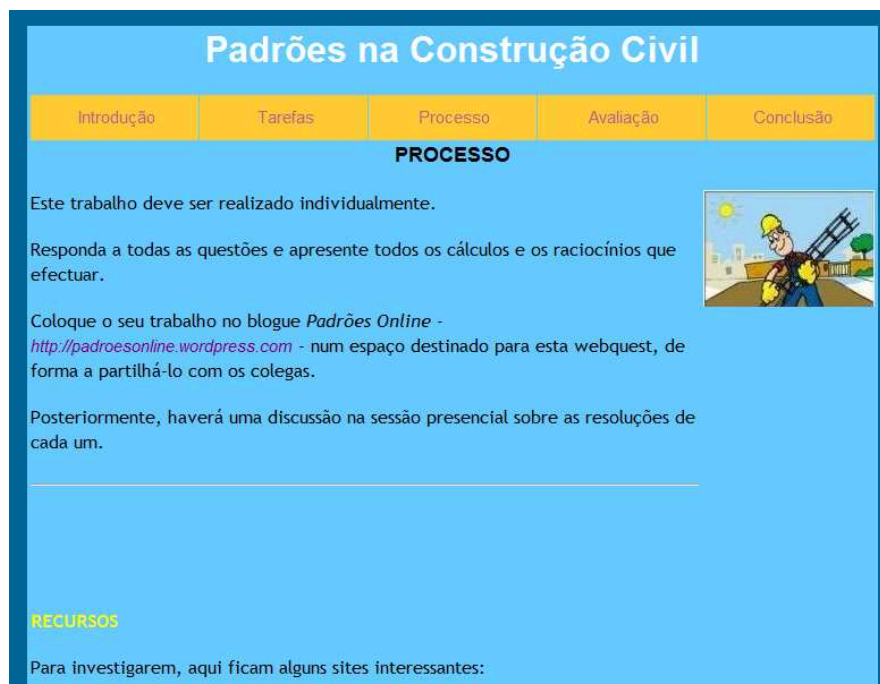 Padrões na Construção Civil
Introdução Tarefas Processo Avaliação Conclusão
PROCESSO
Este trabalho deve ser realizado individualmente.
Responda a todas as questões e apresente todos os cálculos e os raciocínios que
efectuar.
Coloque o seu trabalho no blogue Padrões Online -
http://padroesonline.wordpress.com - num espaço destinado para esta webquest, de
forma a partilhá-lo com os colegas.
Posteriormente, haverá uma discussão na sessão presencial sobre as resoluções de
cada um.
RECURSOS
Para investigarem, aqui ficam alguns sites interessantes: